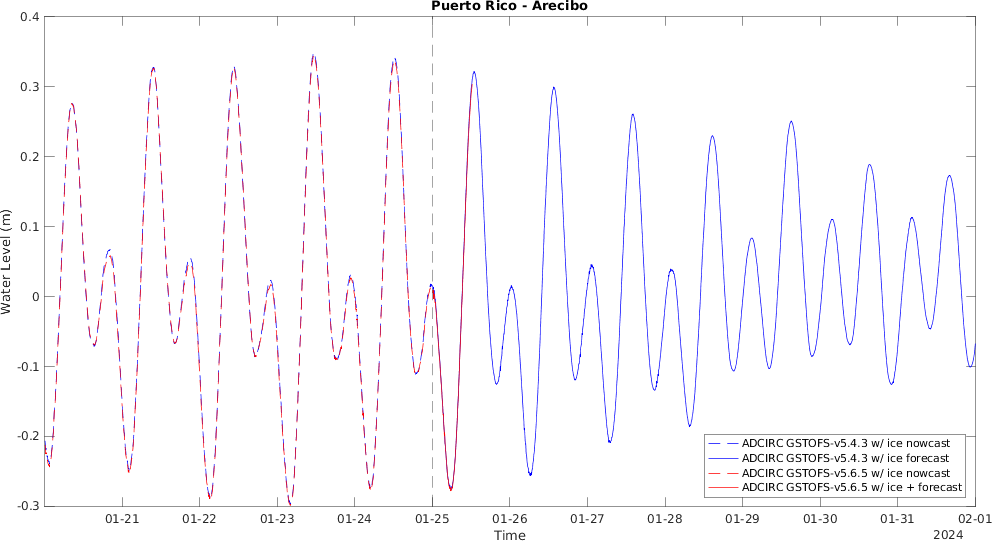 Puerto Rico - Arecibo
0.4
0.3
0.2
0.1
0
-0.1
-0.2
-0.3
Water Level (m)
ADCIRC GSTOFS-v5.4.3 w/ ice nowcast
ADCIRC GSTOFS-v5.4.3 w/ ice forecast
ADCIRC GSTOFS-v5.6.5 w/ ice nowcast
ADCIRC GSTOFS-v5.6.5 w/ ice + forecast
01-21 01-22 01-23 01-24 01-25 01-26 01-27 01-28 01-29 01-30 01-31 02-01
Time
2024